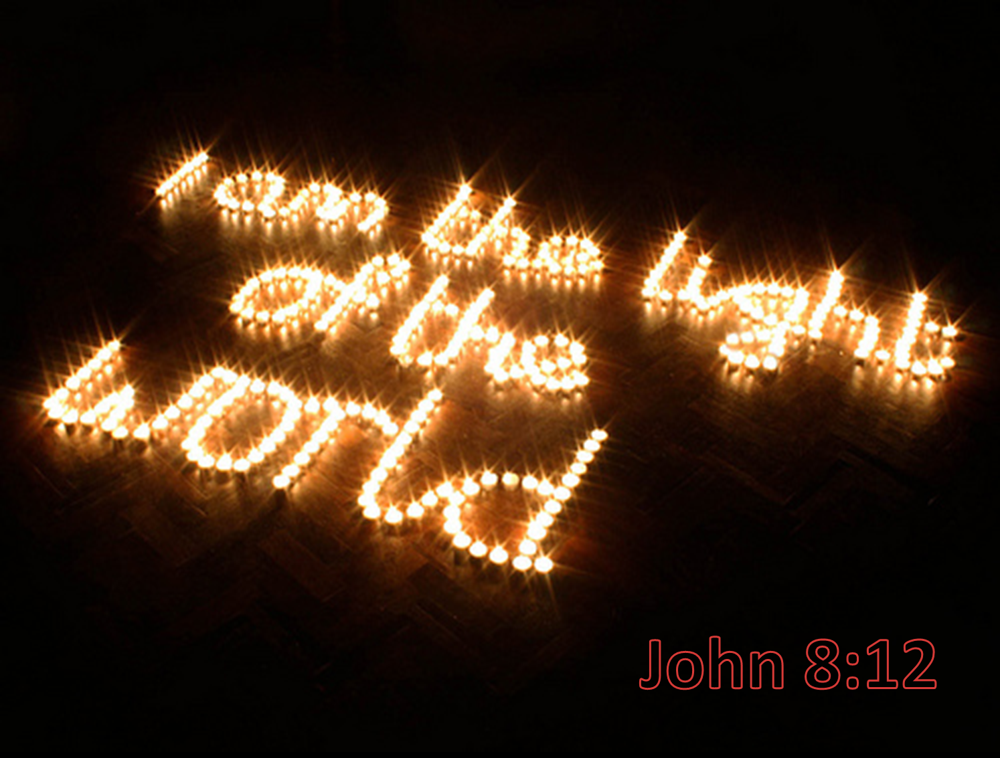 I am the light
of the
world
John 8:12